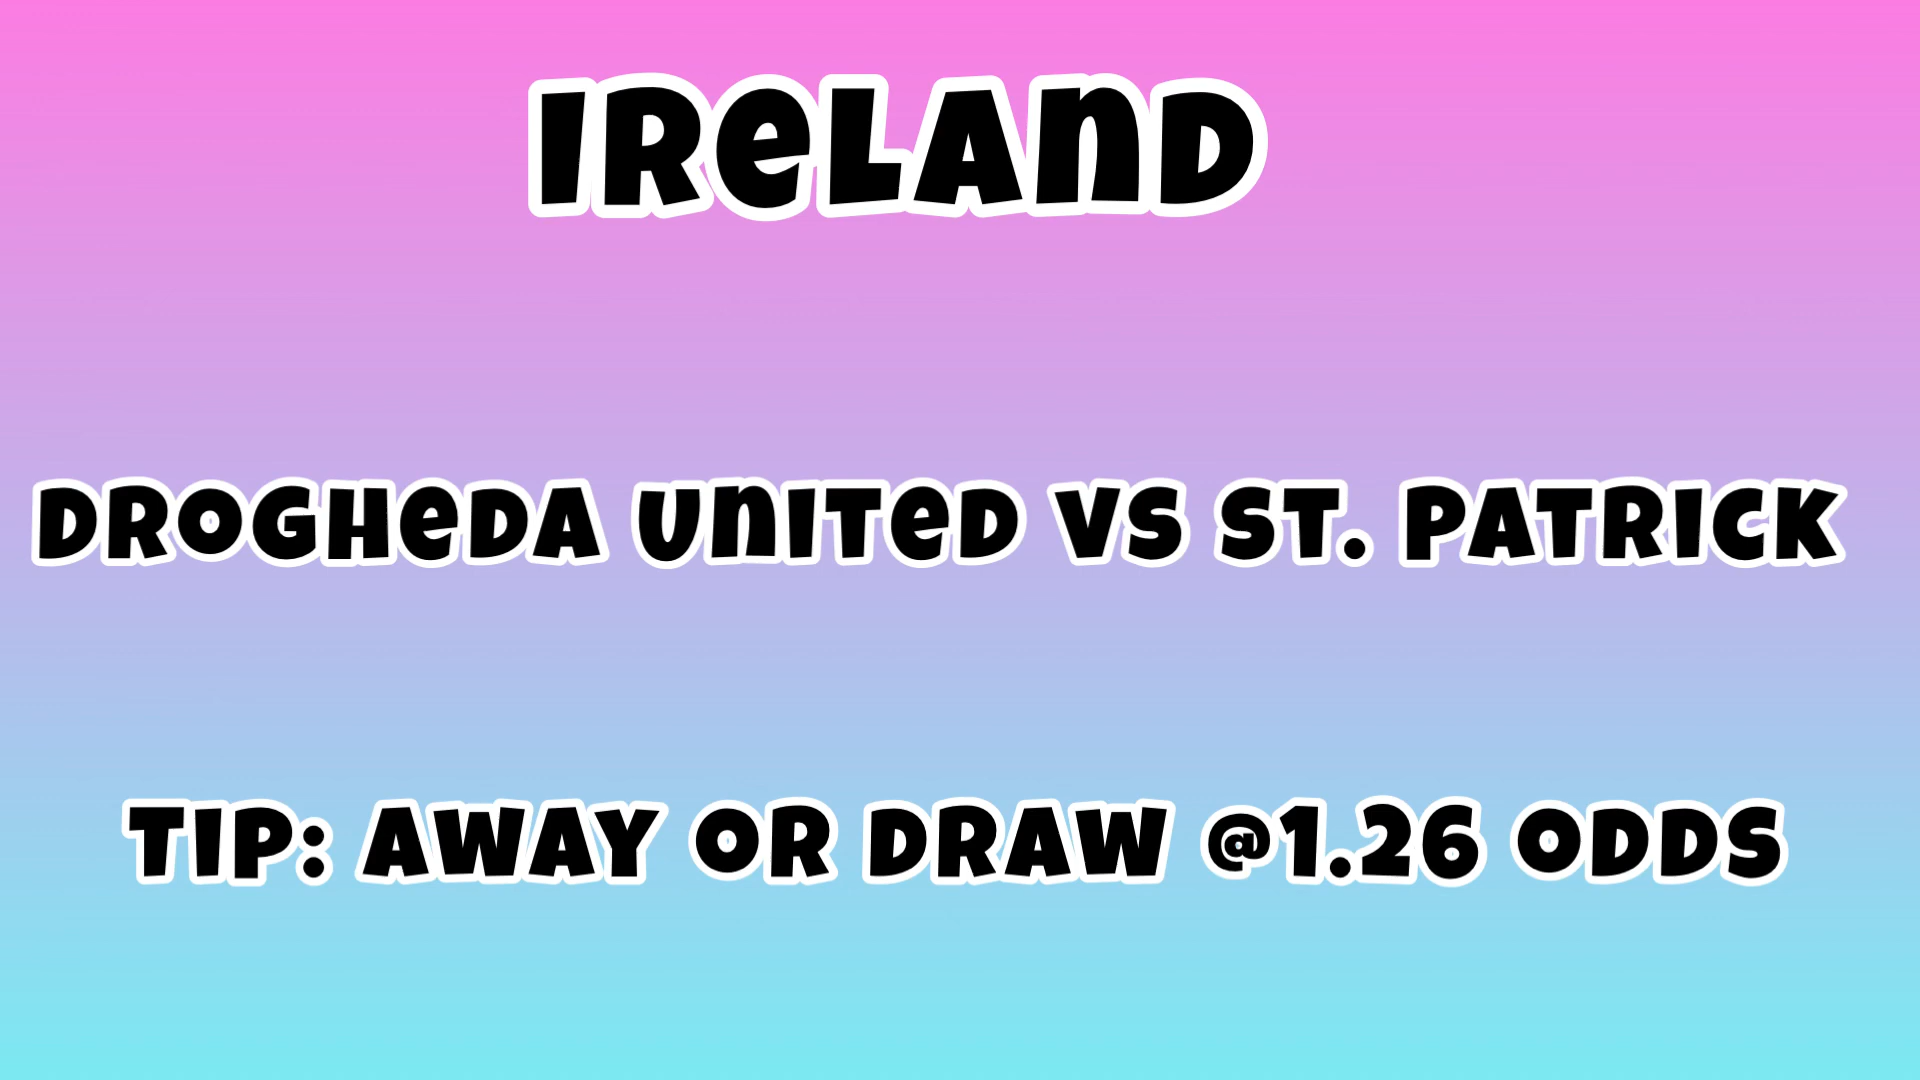 IRELAND
DROGHEDA UNITED VS ST. PATRICK
TIP: AWAY OR DRAW @1.26 ODDS